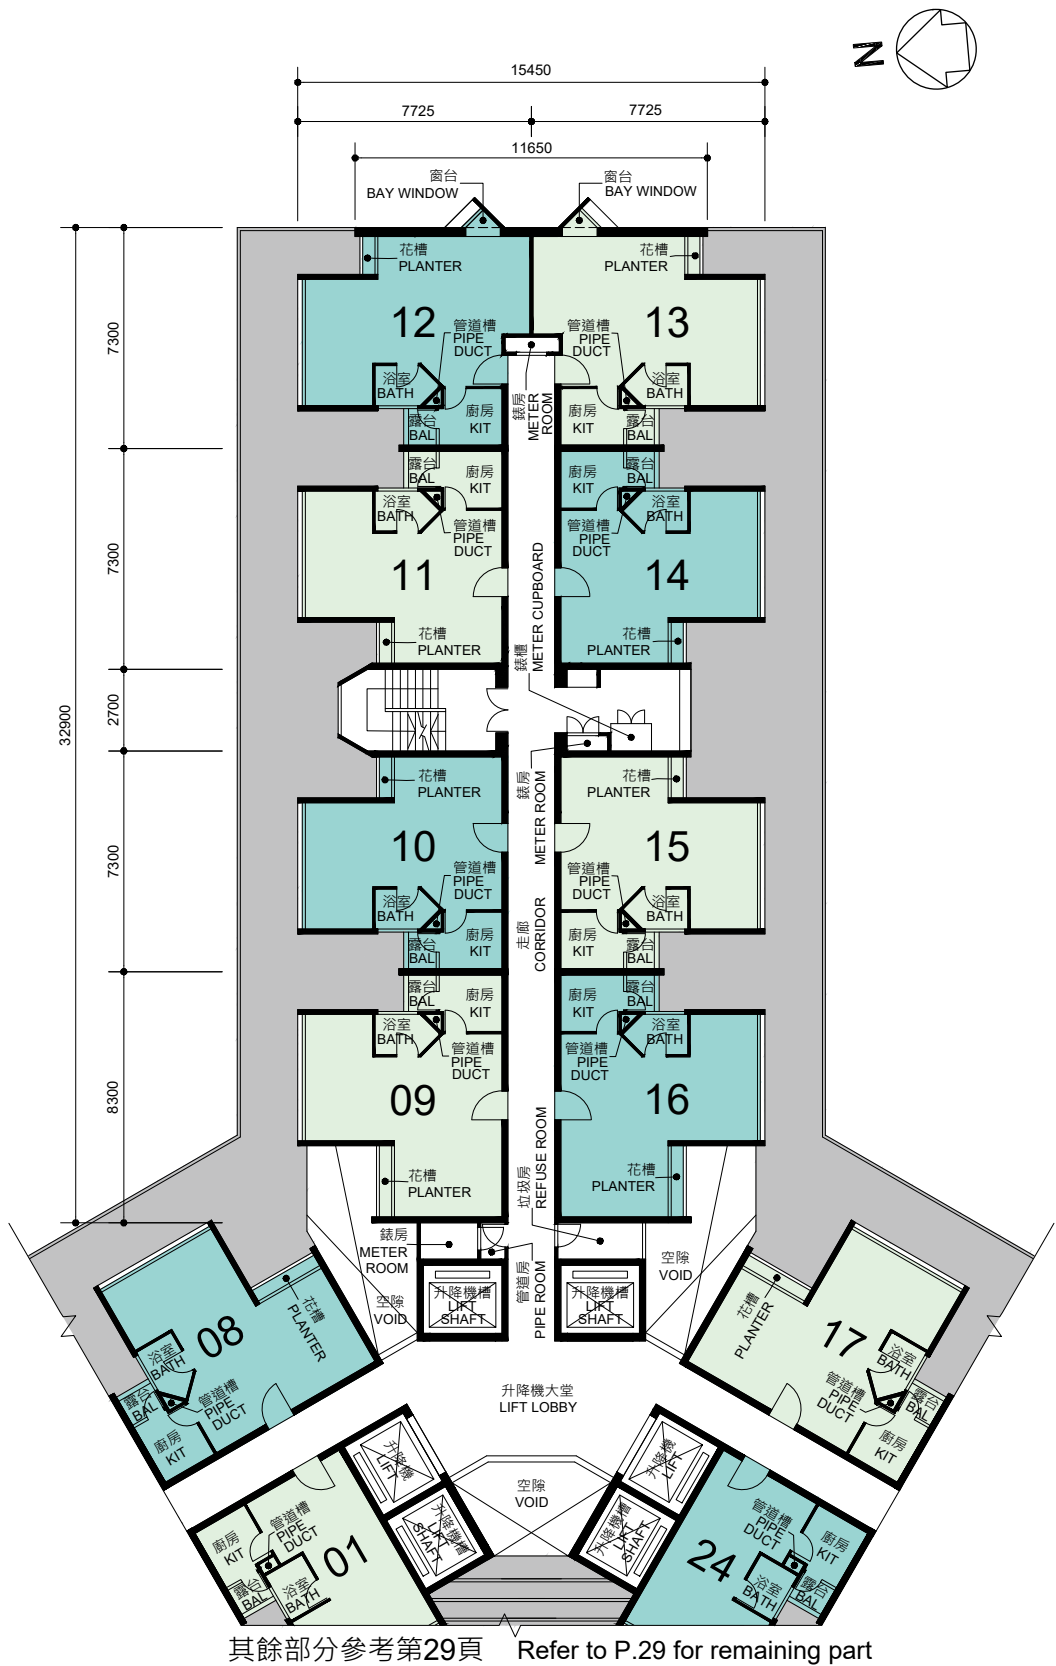 N
15450
7725
7725
11650
窗台
BAY WINDOW
窗台
BAY WINDOW
花槽
PLANTER
花槽
PLANTER
12
13
管道槽
PIPE
DUCT
管道槽
PIPE
DUCT
浴室
BATH
浴室
BATH
露台
BAL
廚房
KIT
錶房
METER
ROOM
廚房
KIT
露台
BAL
7300
露台
BAL
廚房
KIT
廚房
KIT
露台
BAL
浴室
BATH
浴室
BATH
管道槽
PIPE
DUCT
管道槽
PIPE
DUCT
11
14
7300
花槽
PLANTER
花槽
PLANTER
錶櫃
METER CUPBOARD
2700
32900
花槽
PLANTER
花槽
PLANTER
錶房
METER ROOM
10
15
7300
管道槽
PIPE
DUCT
管道槽
PIPE
DUCT
浴室
BATH
浴室
BATH
露台
BAL
廚房
KIT
走廊
CORRIDOR
廚房
KIT
露台
BAL
露台
BAL
廚房
KIT
廚房
KIT
露台
BAL
浴室
BATH
浴室
BATH
管道槽
PIPE
DUCT
管道槽
PIPE
DUCT
09
16
8300
花槽
PLANTER
花槽
PLANTER
垃圾房
REFUSE ROOM
錶房
METER
ROOM
管道房
PIPE ROOM
空隙
VOID
空隙
VOID
升降機槽
LIFT
SHAFT
升降機槽
LIFT
SHAFT
花槽
PLANTER
花槽
PLANTER
08
17
浴室
BATH
浴室
BATH
露台
BAL
管道槽
PIPE
DUCT
管道槽
PIPE
DUCT
露台
BAL
廚房
KIT
廚房
KIT
升降機大堂
LIFT LOBBY
升降機
LIFT
升降機
LIFT
空隙
VOID
升降機槽
LIFT
SHAFT
升降機槽
LIFT
SHAFT
管道槽
PIPE
DUCT
管道槽
PIPE
DUCT
廚房
KIT
廚房
KIT
01
24
露台
BAL
浴室
BATH
浴室
BATH
露台
BAL
其餘部分參考第29頁 Refer to P.29 for remaining part